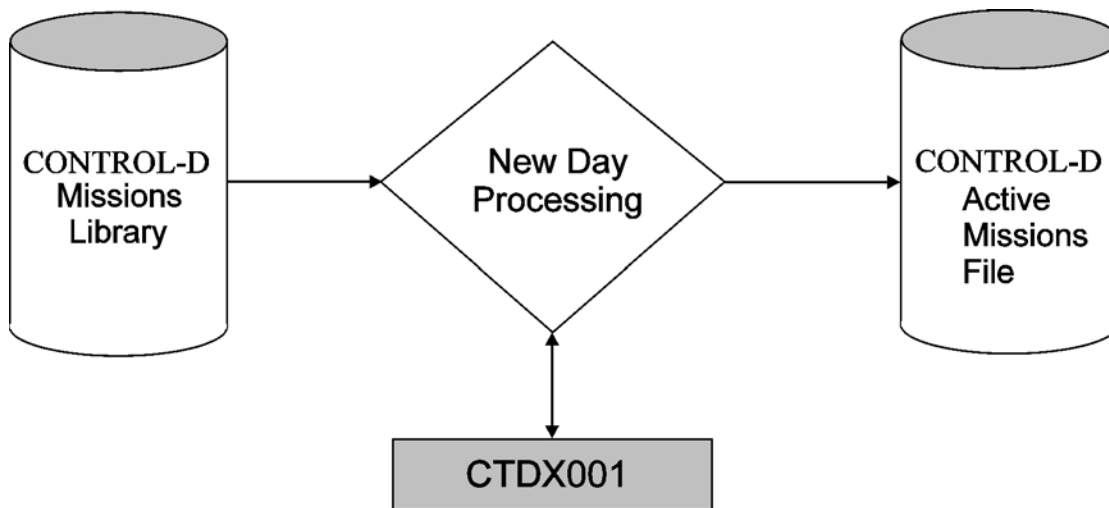 CONTROL-D
Missions
Library
New Day
Processing
CONTROL-D
Active
Missions
File
CTDX001